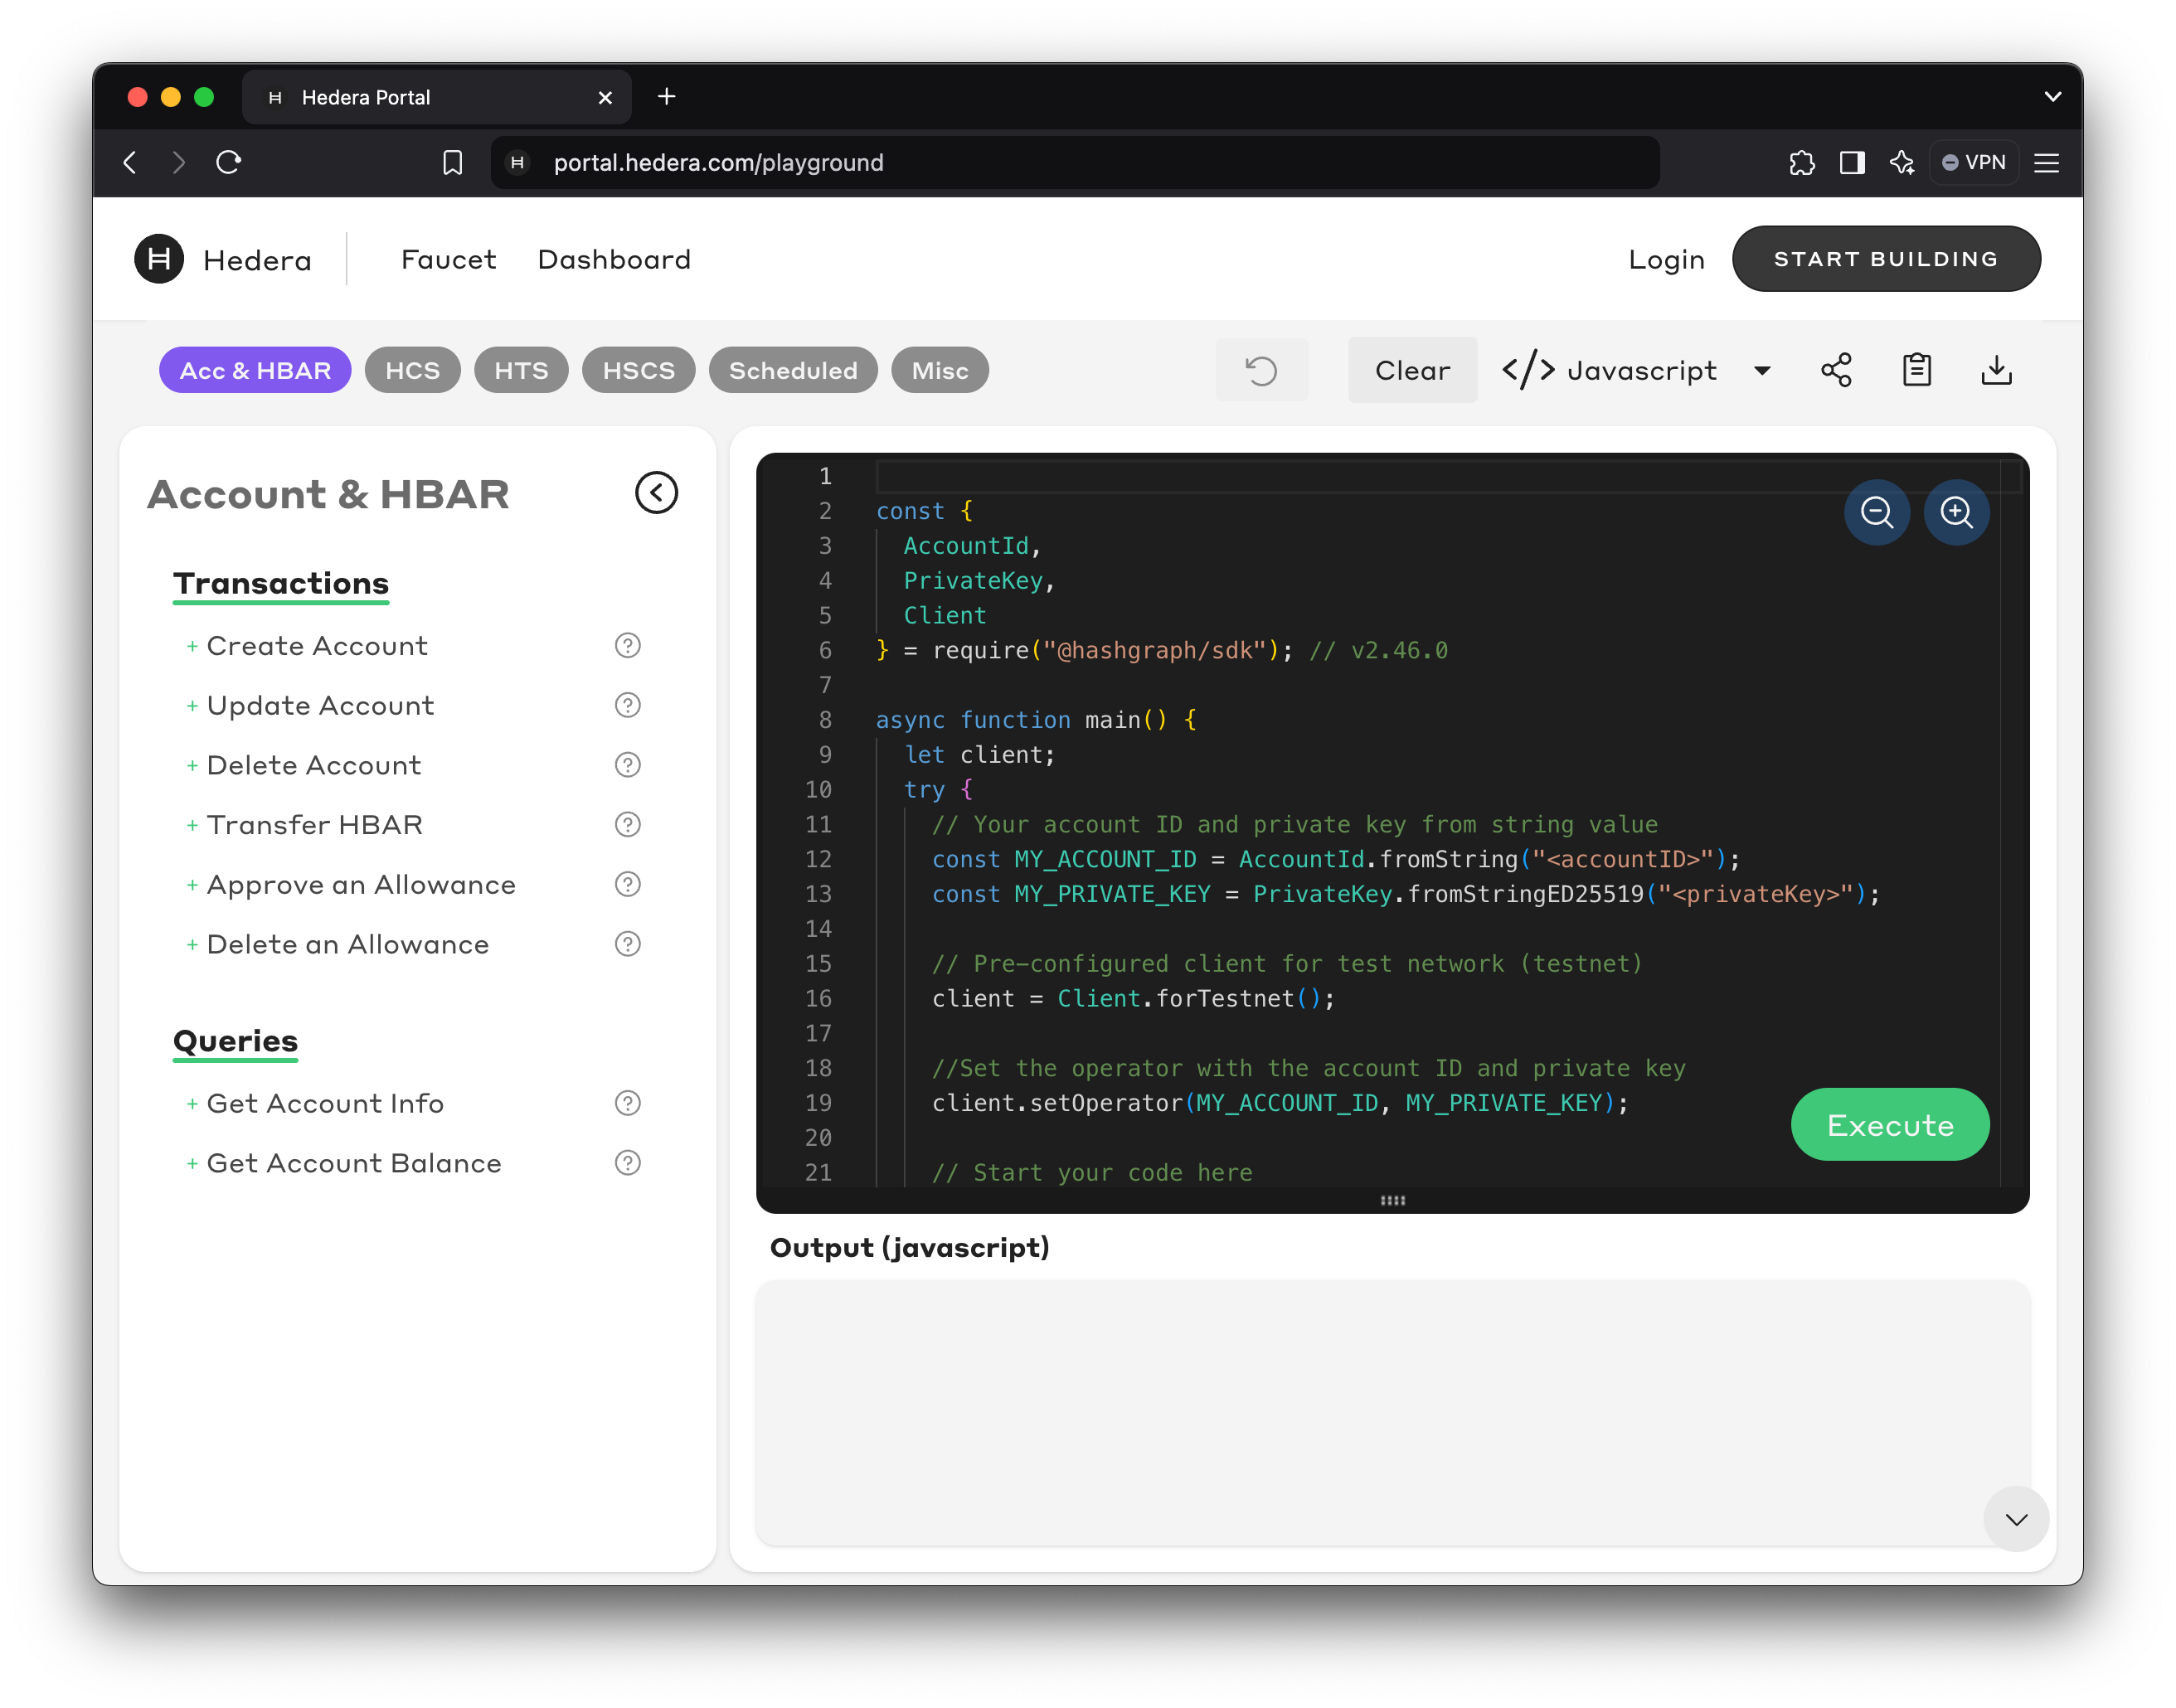 Hedera Portal
portal.hedera.com/playground
VPN
Hedera
Faucet
Dashboard
Login
START BUILDING
Acc & HBAR
HCS
HTS
HSCS
Scheduled
Misc
Clear
</> Javascript
Account & HBAR
Transactions
+ Create Account
+ Update Account
+ Delete Account
+ Transfer HBAR
+ Approve an Allowance
+ Delete an Allowance
Queries
+ Get Account Info
+ Get Account Balance
1
2 const {
3 AccountId,
4 PrivateKey,
5 Client
6 } = require("@hashgraph/sdk"); // v2.46.0
7
8 async function main() {
9 let client;
10 try {
11 // Your account ID and private key from string value
12 const MY_ACCOUNT_ID = AccountId.fromString("<accountID>");
13 const MY_PRIVATE_KEY = PrivateKey.fromStringED25519("<privateKey>");
14
15 // Pre-configured client for test network (testnet)
16 client = Client.forTestnet();
17
18 //Set the operator with the account ID and private key
19 client.setOperator(MY_ACCOUNT_ID, MY_PRIVATE_KEY);
20
21 // Start your code here
Execute
Output (javascript)